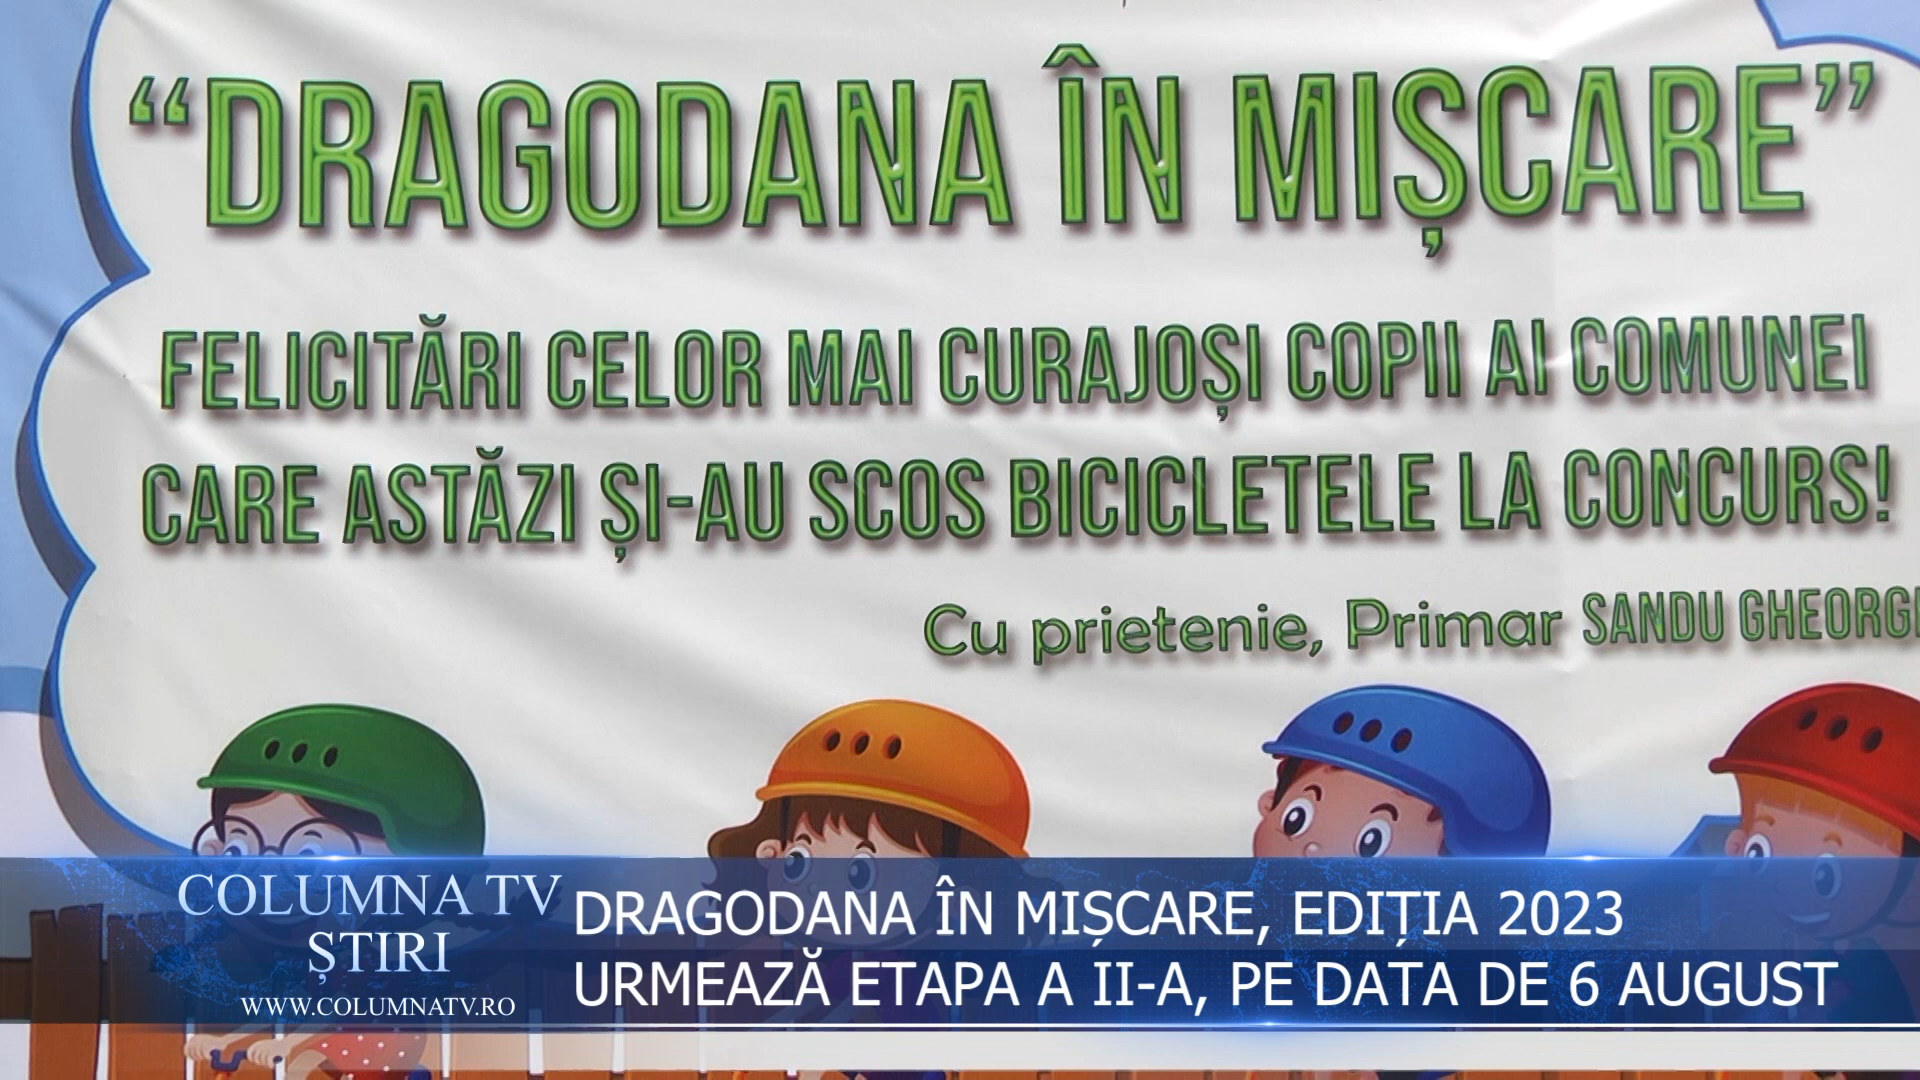 “DRAGODANA ÎN MIȘCARE”
FELICITĂRI CELOR MAI CURAJOȘI COPII AI COMUNEI
CARE ASTĂZI ȘI-AU SCOS BICICLETELE LA CONCURS!
Cu prietenie, Primar SANDU GHEORG
COLUMNA TV
ȘTIRI
WWW.COLUMNATV.RO
DRAGODANA ÎN MIȘCARE, EDIȚIA 2023
URMEAZĂ ETAPA A II-A, PE DATA DE 6 AUGUST